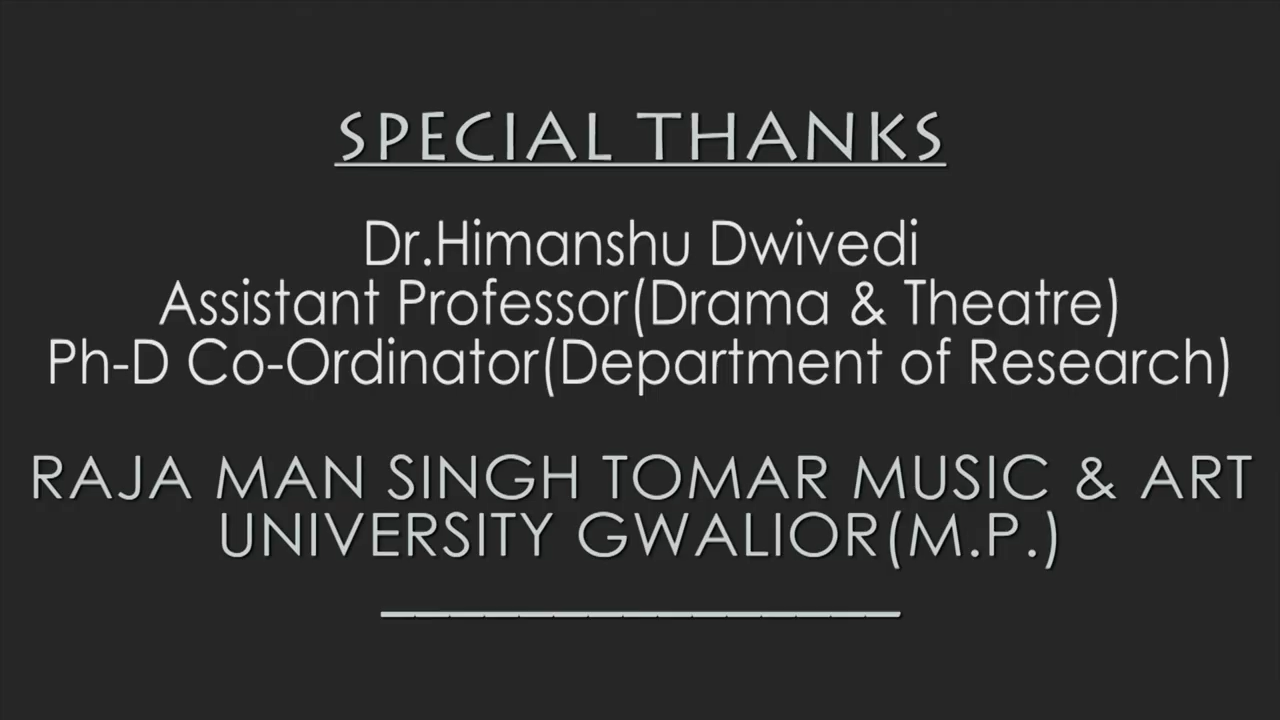 SPECIAL THANKS
Dr.Himanshu Dwivedi
Assistant Professor(Drama & Theatre)
Ph-D Co-Ordinator(Department of Research)
RAJA MAN SINGH TOMAR MUSIC & ART
UNIVERSITY GWALIOR(M.P.)